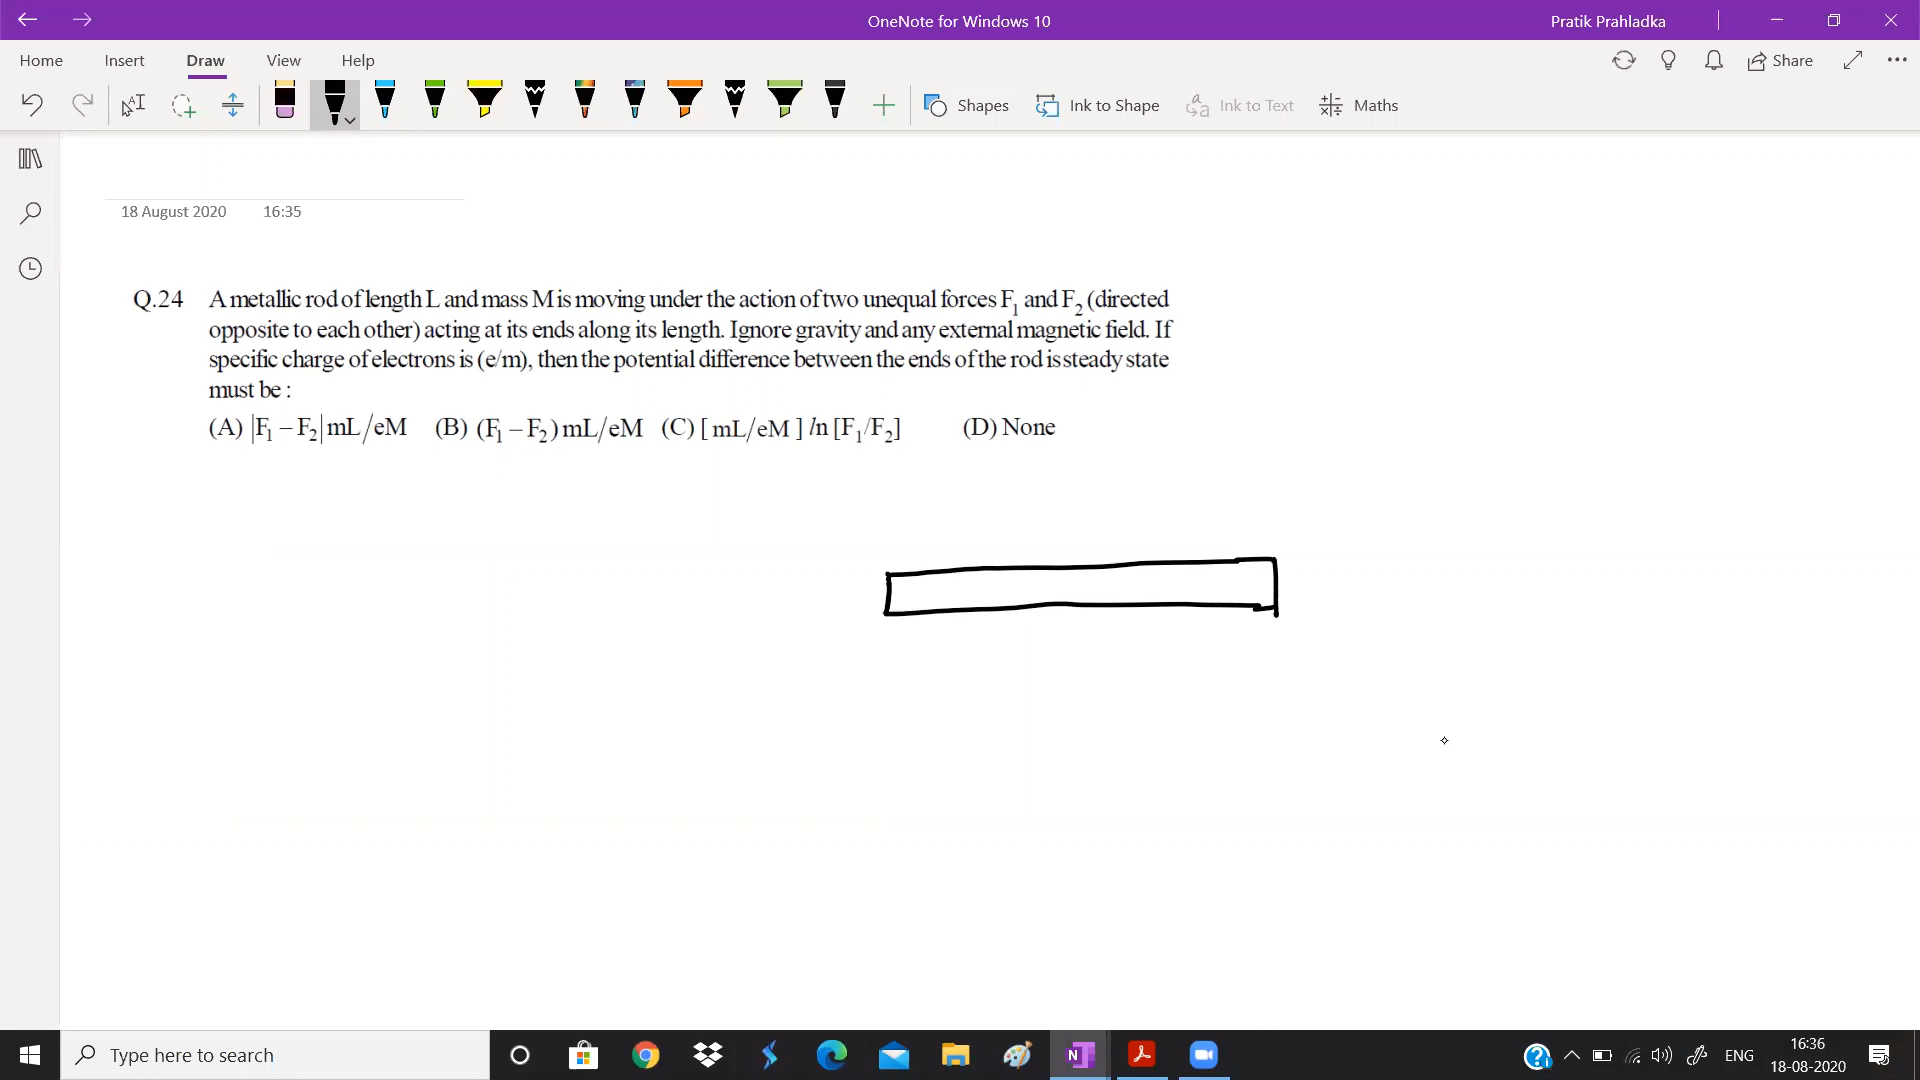 OneNote for Windows 10
Pratik Prahladka
Home Insert Draw View Help
Share
Shapes Ink to Shape Ink to Text Maths
18 August 2020 16:35
Q.24 A metallic rod of length L and mass M is moving under the action of two unequal forces F₁ and F₂ (directed
opposite to each other) acting at its ends along its length. Ignore gravity and any external magnetic field. If
specific charge of electrons is (e/m), then the potential difference between the ends of the rod is steady state
must be :
(A) |F₁ – F₂| mL/eM (B) (F₁ – F₂) mL/eM (C) [ mL/eM ] ln [F₁/F₂] (D) None
Type here to search
ENG
16:36
18-08-2020